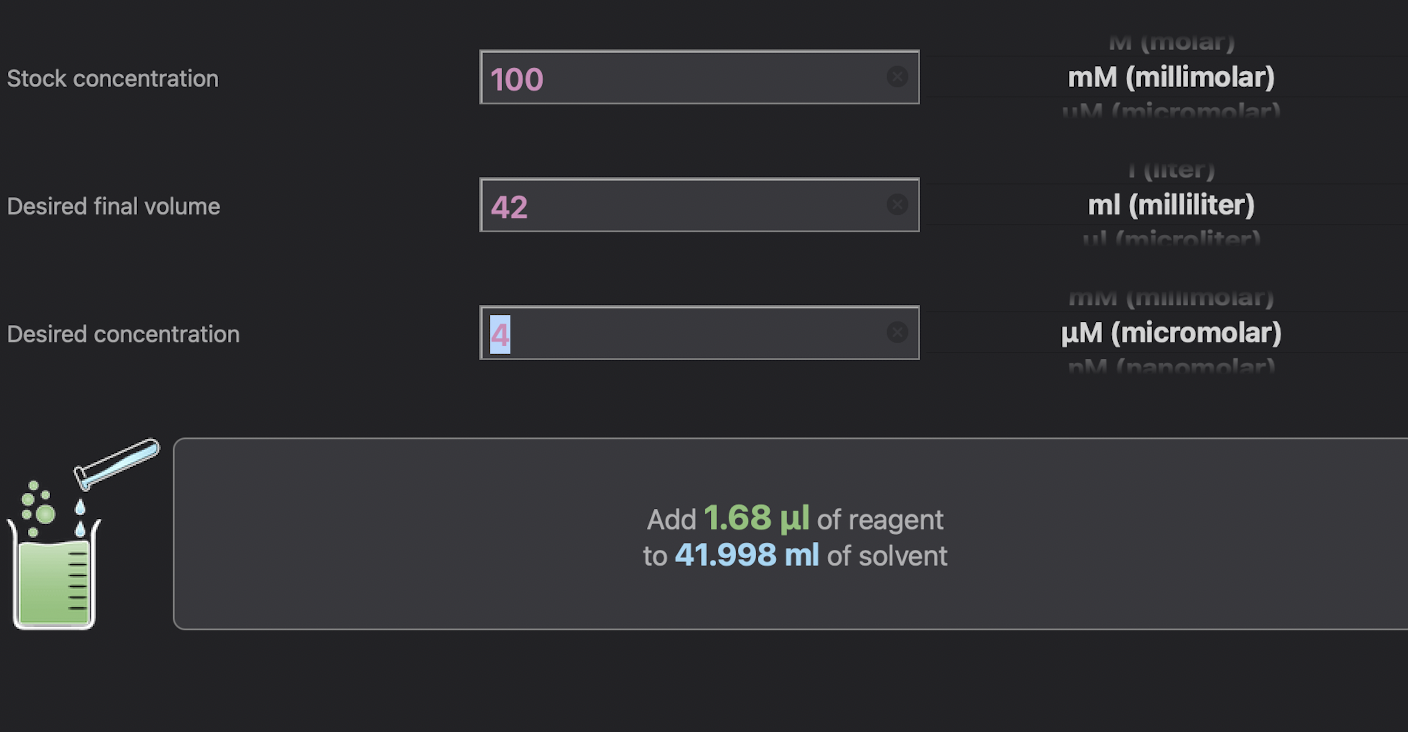 M (molar)
Stock concentration 100 mM (millimolar)
µM (micromolar)
l (liter)
Desired final volume 42 ml (milliliter)
µl (microliter)
mM (millimolar)
Desired concentration 4 µM (micromolar)
nM (nanomolar)
Add 1.68 µl of reagent
to 41.998 ml of solvent